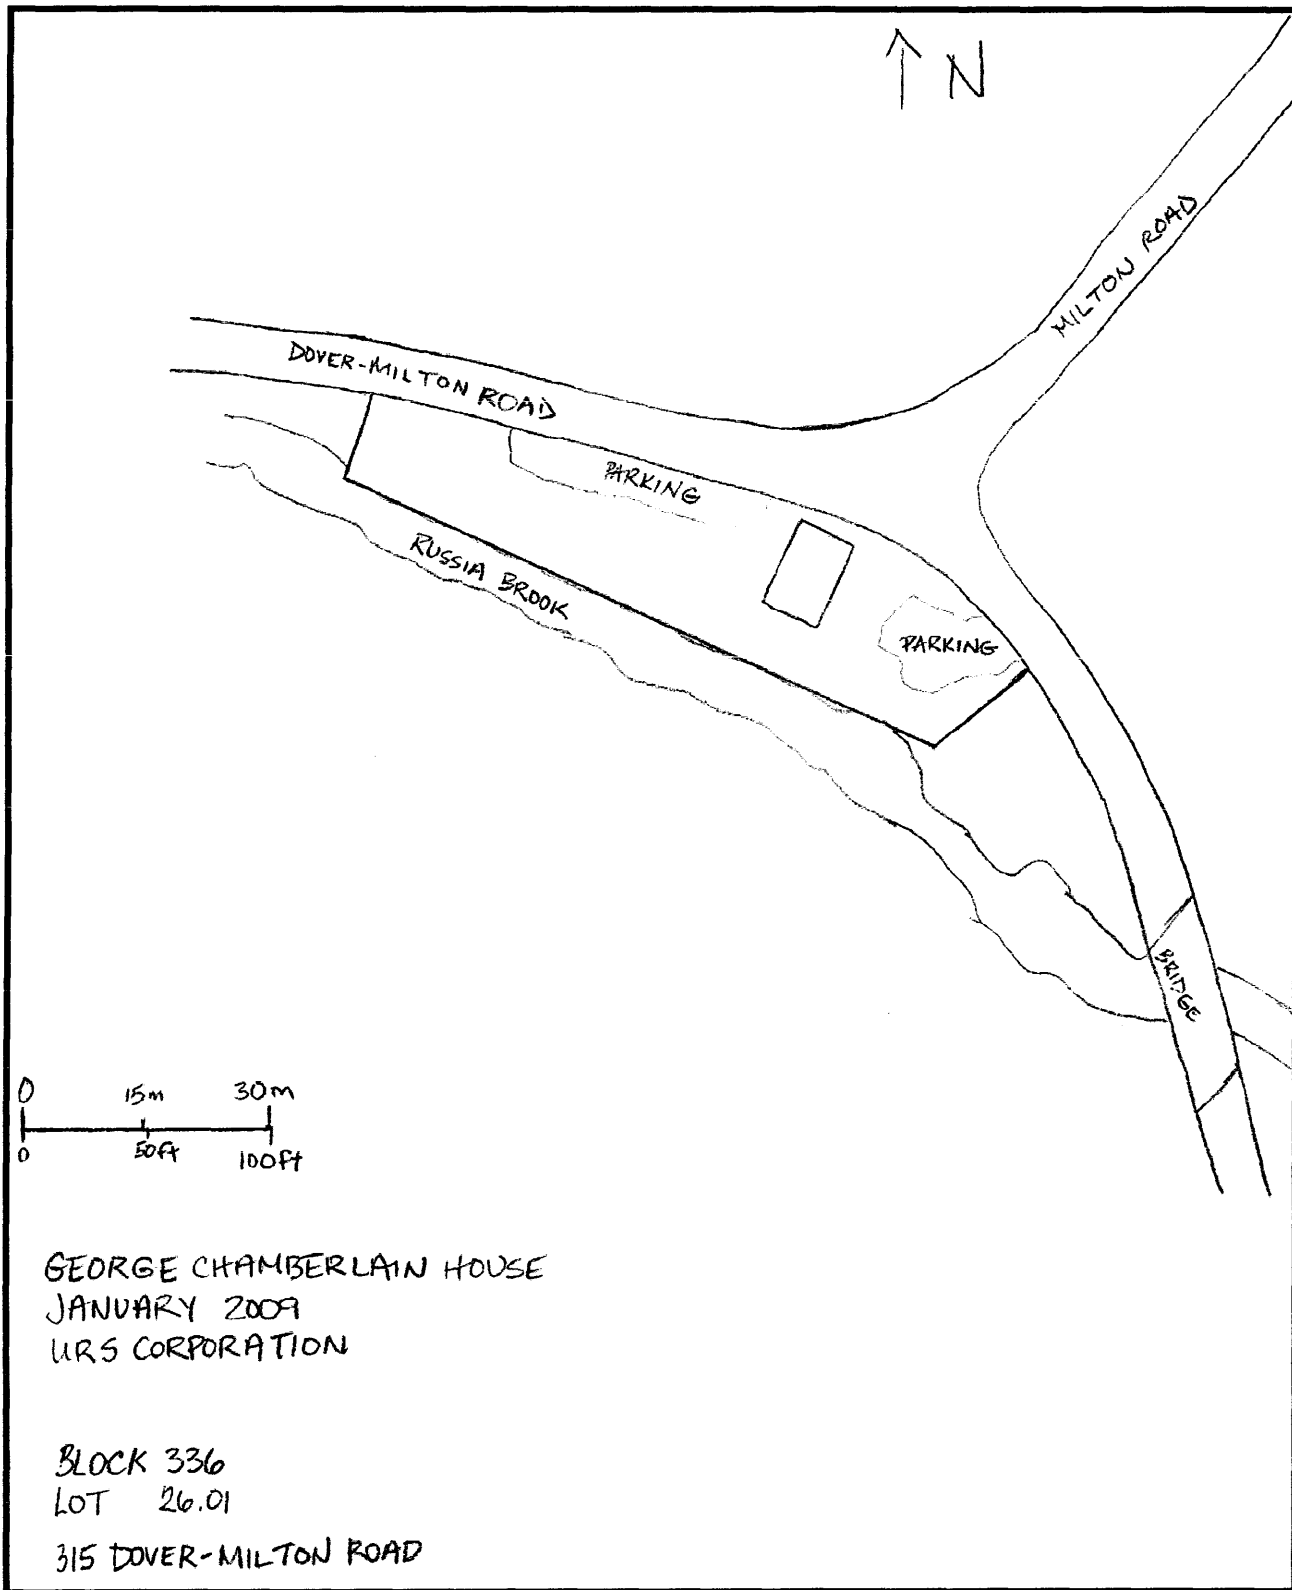 N
MILTON ROAD
DOVER-MILTON ROAD
PARKING
RUSSIA BROOK
PARKING
BRIDGE
0 15m 30m
0 50ft 100ft
GEORGE CHAMBERLAIN HOUSE
JANUARY 2009
URS CORPORATION
BLOCK 336
LOT 26.01
315 DOVER-MILTON ROAD